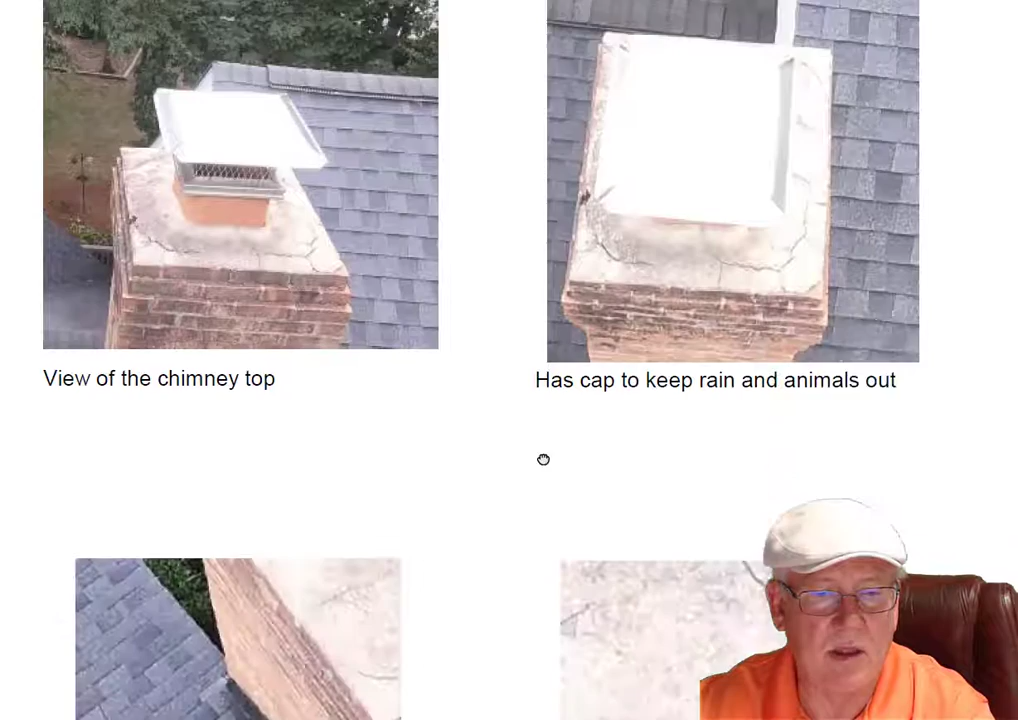 View of the chimney top
Has cap to keep rain and animals out